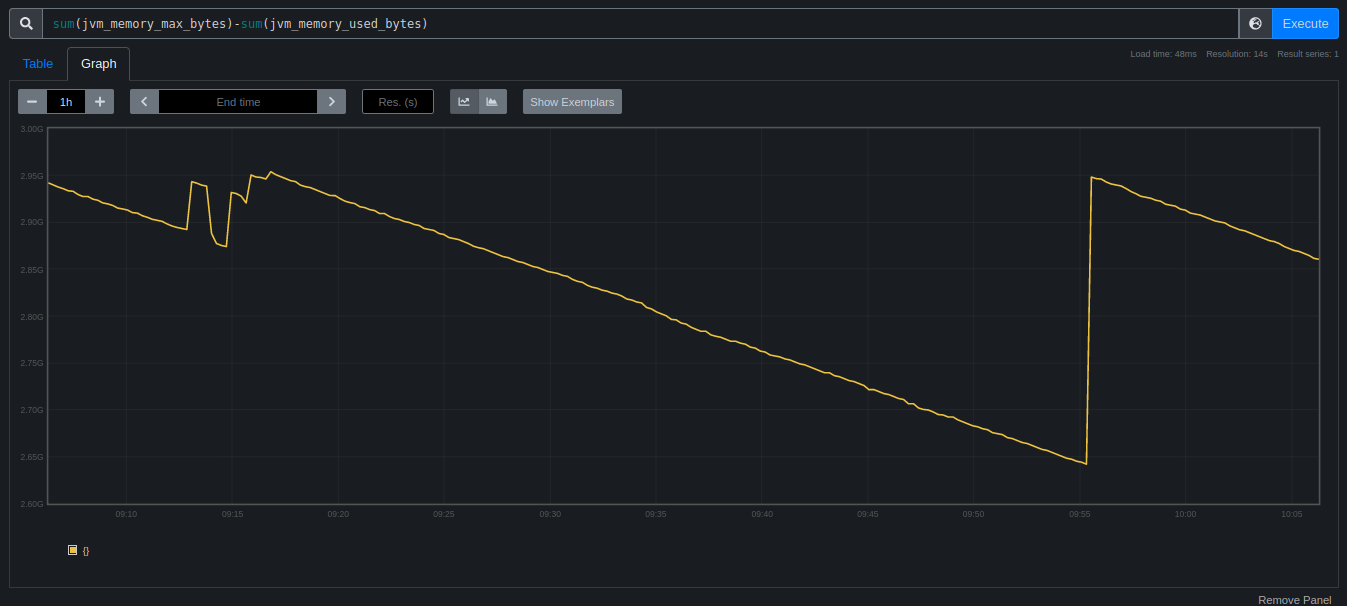 sum(jvm_memory_max_bytes)-sum(jvm_memory_used_bytes)
Execute
Load time: 48ms Resolution: 14s Result series: 1
Table
Graph
1h
End time
Res. (s)
Show Exemplars
3.00G
2.95G
2.90G
2.85G
2.80G
2.75G
2.70G
2.65G
2.60G
09:10 09:15 09:20 09:25 09:30 09:35 09:40 09:45 09:50 09:55 10:00 10:05
{}
Remove Panel